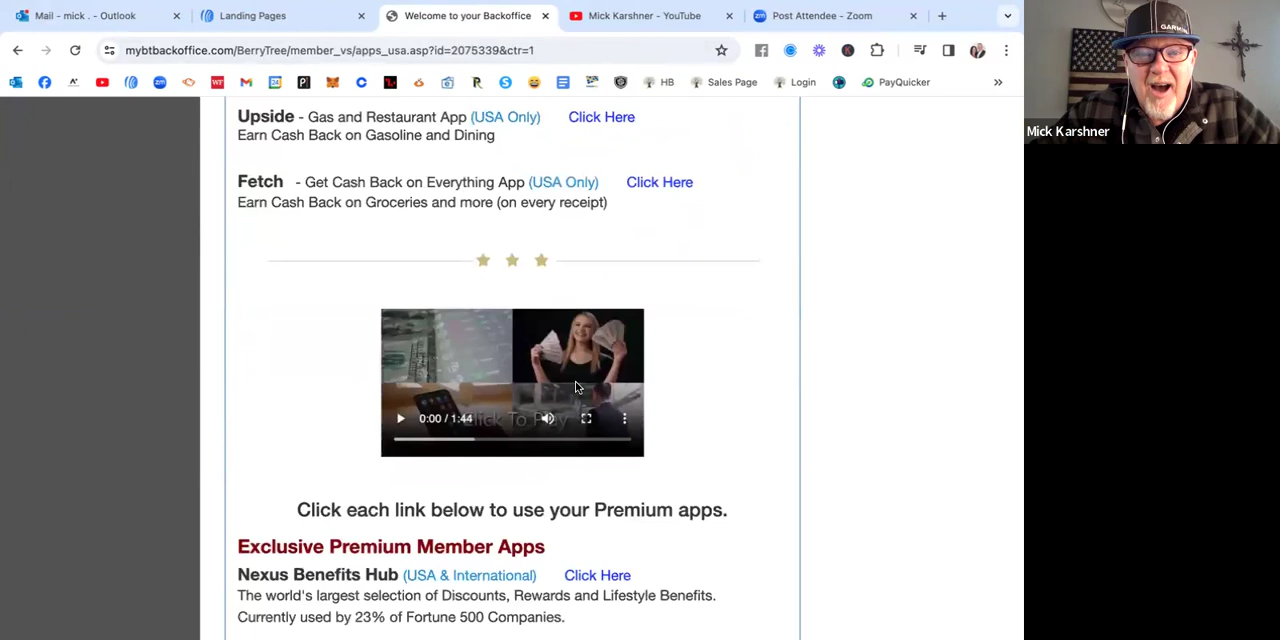 Mail - mick . - Outlook
Landing Pages
Welcome to your Backoffice
Mick Karshner - YouTube
Post Attendee - Zoom
mybtbackoffice.com/BerryTree/member_vs/apps_usa.asp?id=2075339&ctr=1
HB
Sales Page
Login
PayQuicker
GARMIN
Mick Karshner
Upside - Gas and Restaurant App (USA Only) Click Here
Earn Cash Back on Gasoline and Dining
Fetch - Get Cash Back on Everything App (USA Only) Click Here
Earn Cash Back on Groceries and more (on every receipt)
0:00 / 1:44
Click To Play
Click each link below to use your Premium apps.
Exclusive Premium Member Apps
Nexus Benefits Hub (USA & International) Click Here
The world's largest selection of Discounts, Rewards and Lifestyle Benefits.
Currently used by 23% of Fortune 500 Companies.